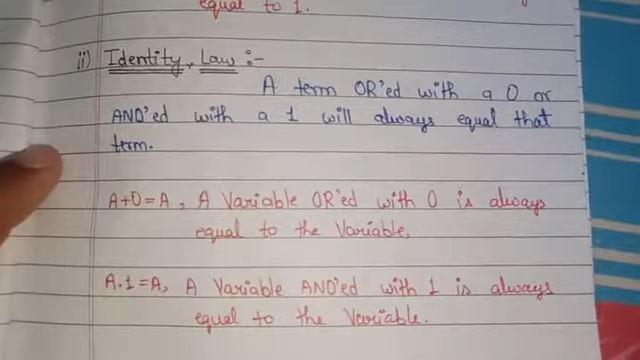 equal to 1.
ii) Identity, Law :-
A term OR'ed with a 0 or
AND'ed with a 1 will always equal that
term.
A+0=A, A Variable OR'ed with 0 is always
equal to the Variable.
A.1=A, A Variable AND'ed with 1 is always
equal to the Variable.